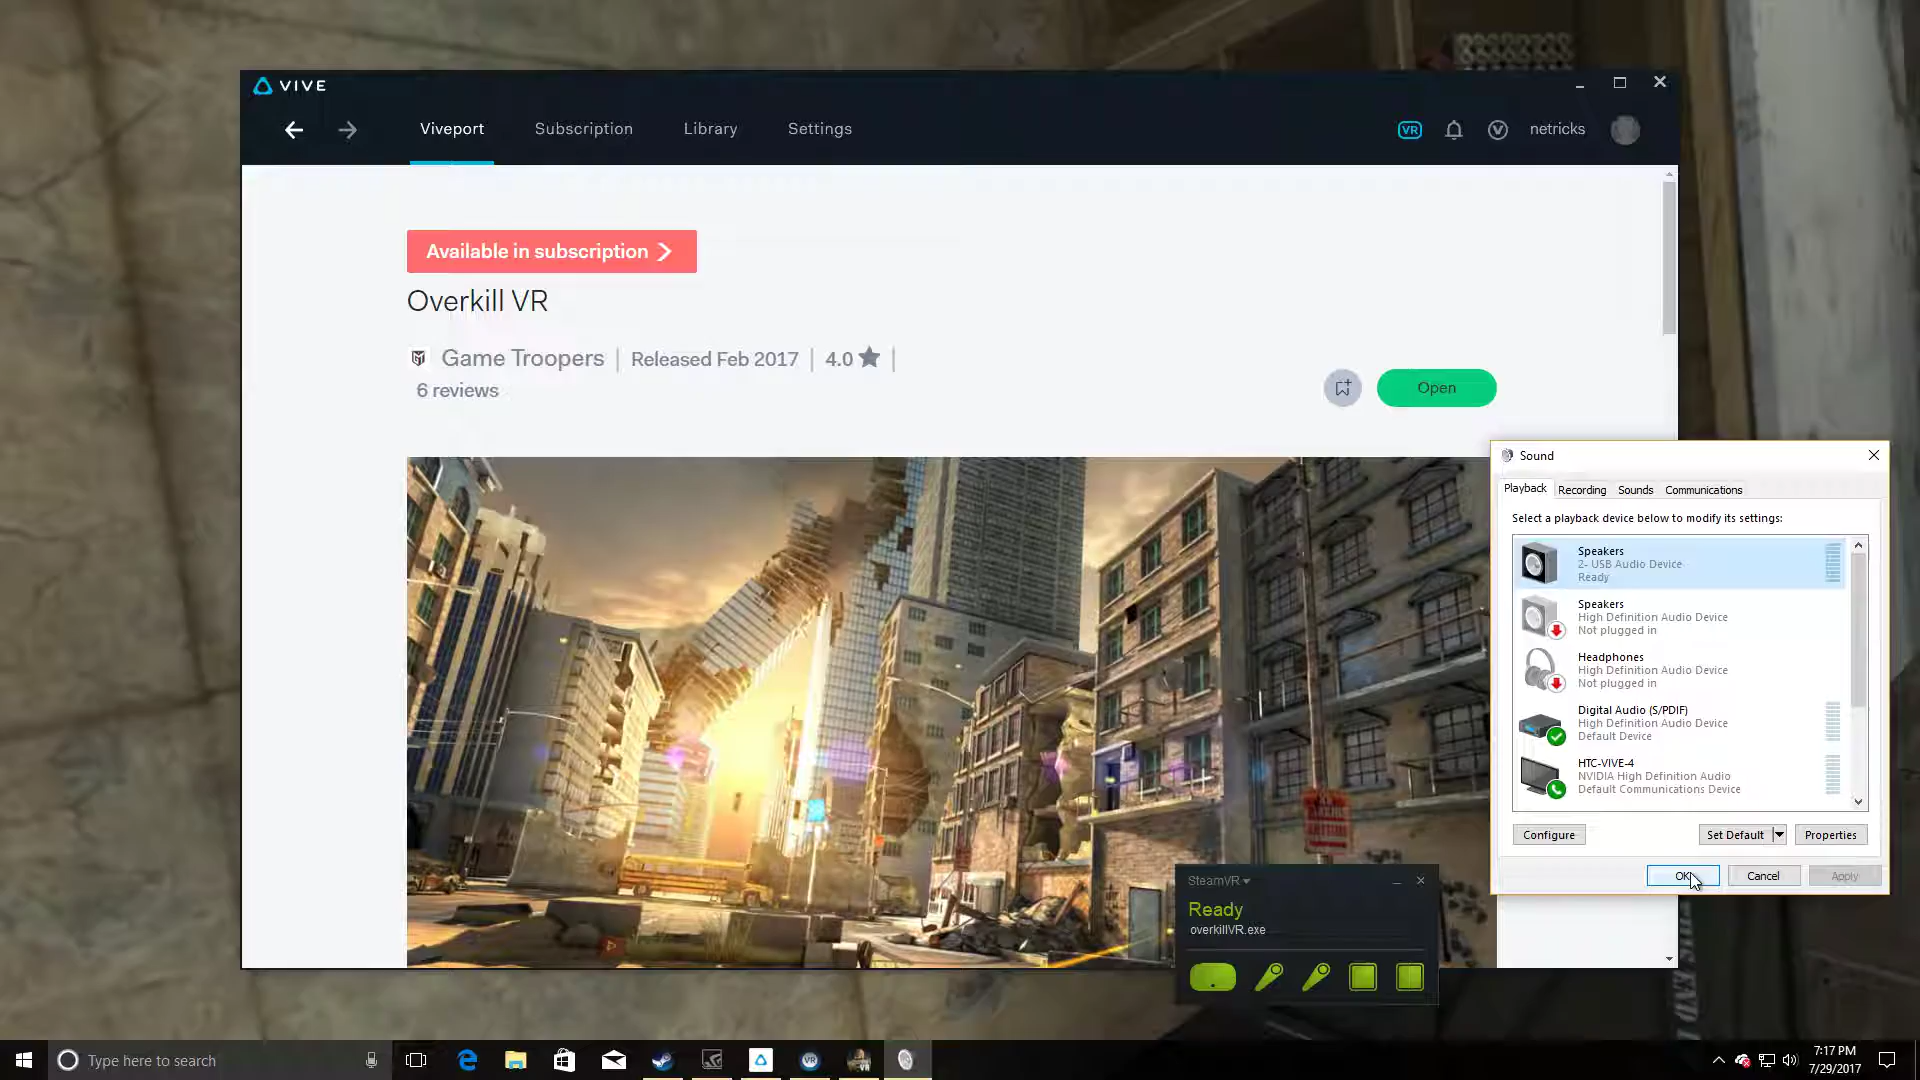 VIVE
Viveport
Subscription
Library
Settings
VR
netricks
Available in subscription
Overkill VR
Game Troopers
Released Feb 2017
4.0
6 reviews
Open
Sound
Playback
Recording
Sounds
Communications
Select a playback device below to modify its settings:
Speakers
2- USB Audio Device
Ready
Speakers
High Definition Audio Device
Not plugged in
Headphones
High Definition Audio Device
Not plugged in
Digital Audio (S/PDIF)
High Definition Audio Device
Default Device
HTC-VIVE-4
NVIDIA High Definition Audio
Default Communications Device
Configure
Set Default
Properties
OK
Cancel
Apply
SteamVR
Ready
overkillVR.exe
Type here to search
VR
VR
7:17 PM
7/29/2017